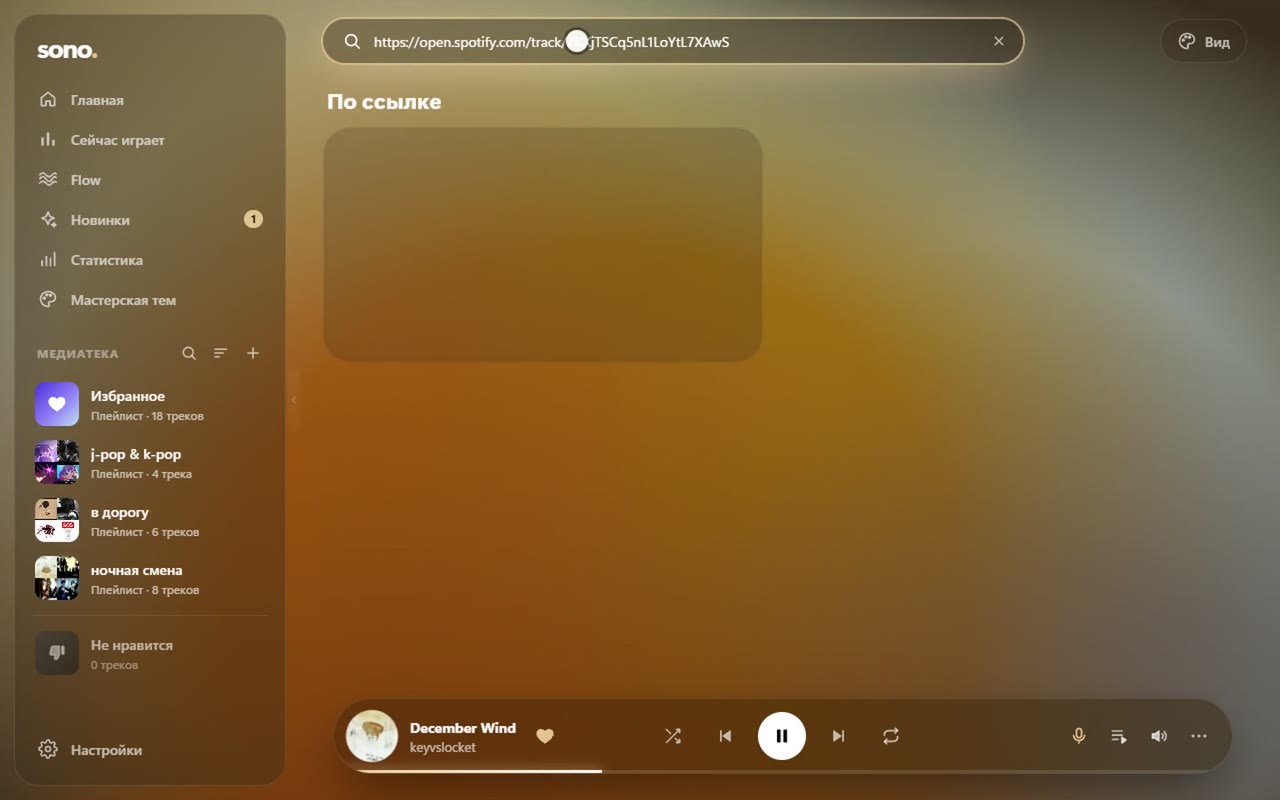 sono.
https://open.spotify.com/track/ jTSCq5nL1LoYtL7XAwS
Вид
Главная
Сейчас играет
Flow
Новинки
1
Статистика
Мастерская тем
МЕДИАТЕКА
Избранное
Плейлист · 18 треков
j-pop & k-pop
Плейлист · 4 трека
в дорогу
Плейлист · 6 треков
ночная смена
Плейлист · 8 треков
Не нравится
0 треков
Настройки
По ссылке
December Wind
keyvslocket